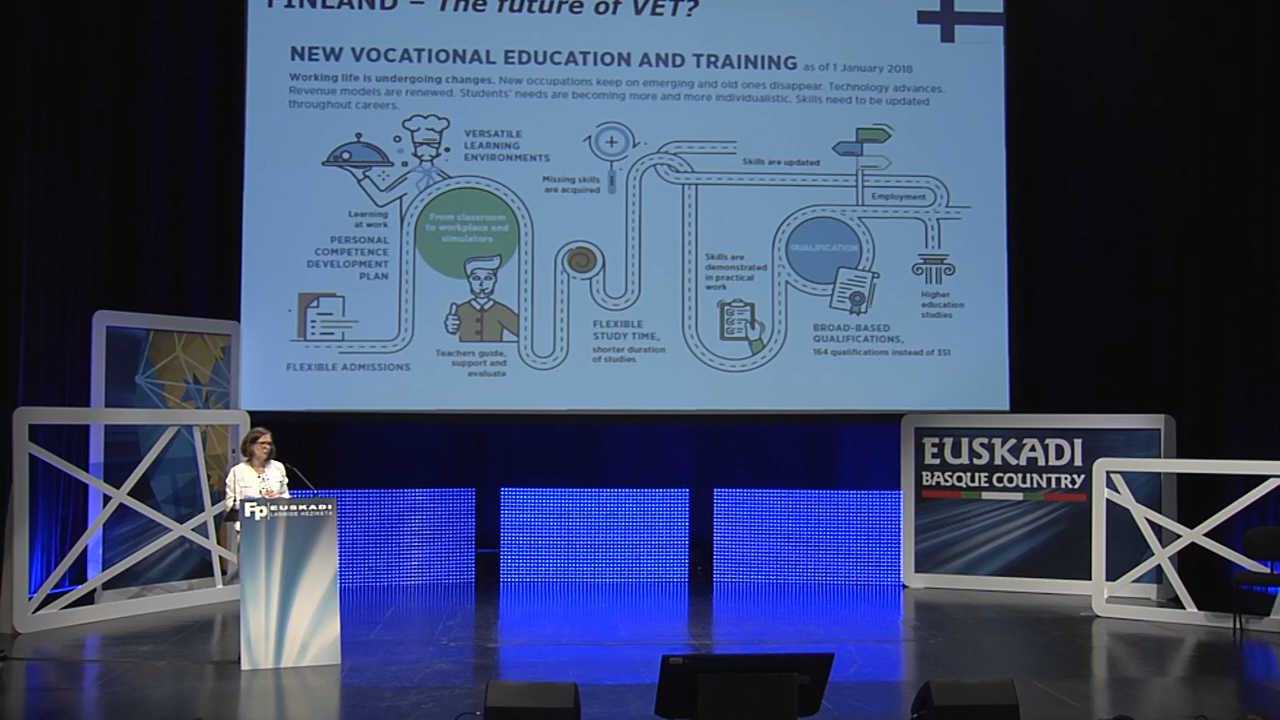 FINLAND – The future of VET?
NEW VOCATIONAL EDUCATION AND TRAINING as of 1 January 2018
Working life is undergoing changes. New occupations keep on emerging and old ones disappear. Technology advances.
Revenue models are renewed. Students' needs are becoming more and more individualistic. Skills need to be updated
throughout careers.
VERSATILE
LEARNING
ENVIRONMENTS
Missing skills
are acquired
Skills are updated
Employment
Learning
at work
From classroom
to workplace and
simulators
PERSONAL
COMPETENCE
DEVELOPMENT
PLAN
QUALIFICATION
Skills are
demonstrated
in practical
work
Higher
education
studies
FLEXIBLE
STUDY TIME,
shorter duration
of studies
BROAD-BASED
QUALIFICATIONS,
164 qualifications instead of 351
Teachers guide,
support and
evaluate
FLEXIBLE ADMISSIONS
EUSKADI
BASQUE COUNTRY
Fp EUSKADI
LANBIDE HEZIKETA